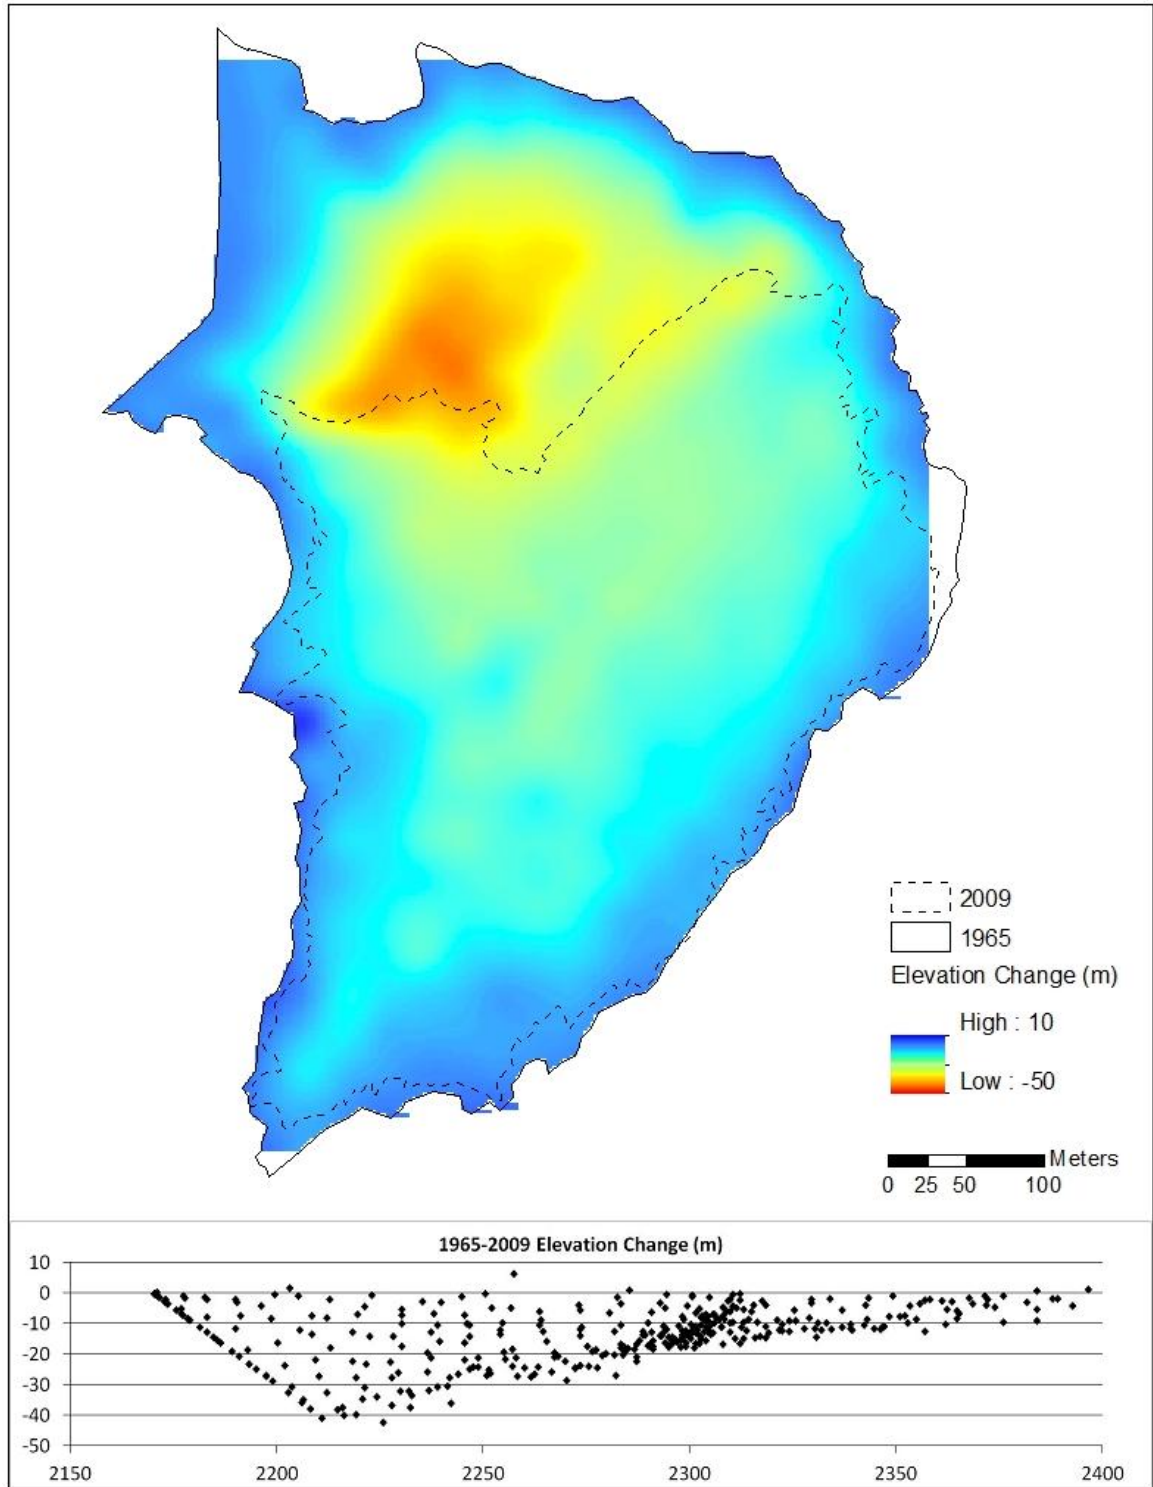 2009
1965
Elevation Change (m)
High : 10
Low : -50
Meters
0 25 50 100
1965-2009 Elevation Change (m)
10
0
-10
-20
-30
-40
-50
2150 2200 2250 2300 2350 2400